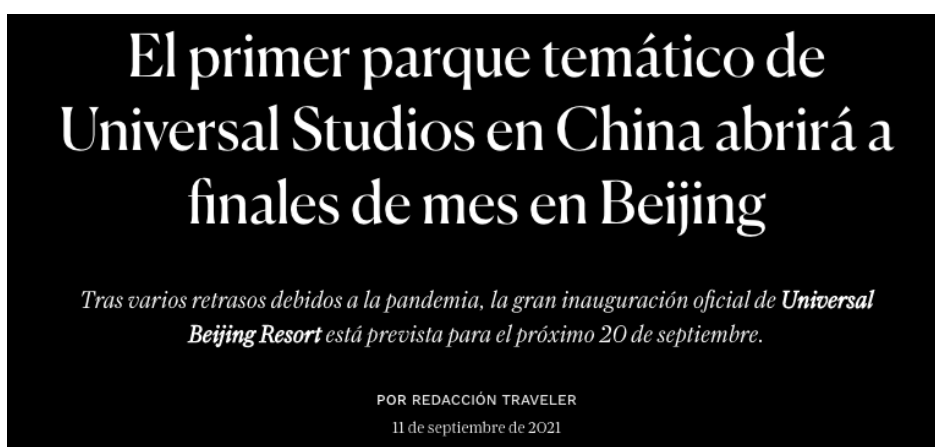 El primer parque temático de
Universal Studios en China abrirá a
finales de mes en Beijing
Tras varios retrasos debidos a la pandemia, la gran inauguración oficial de Universal
Beijing Resort está prevista para el próximo 20 de septiembre.
POR REDACCIÓN TRAVELER
11 de septiembre de 2021